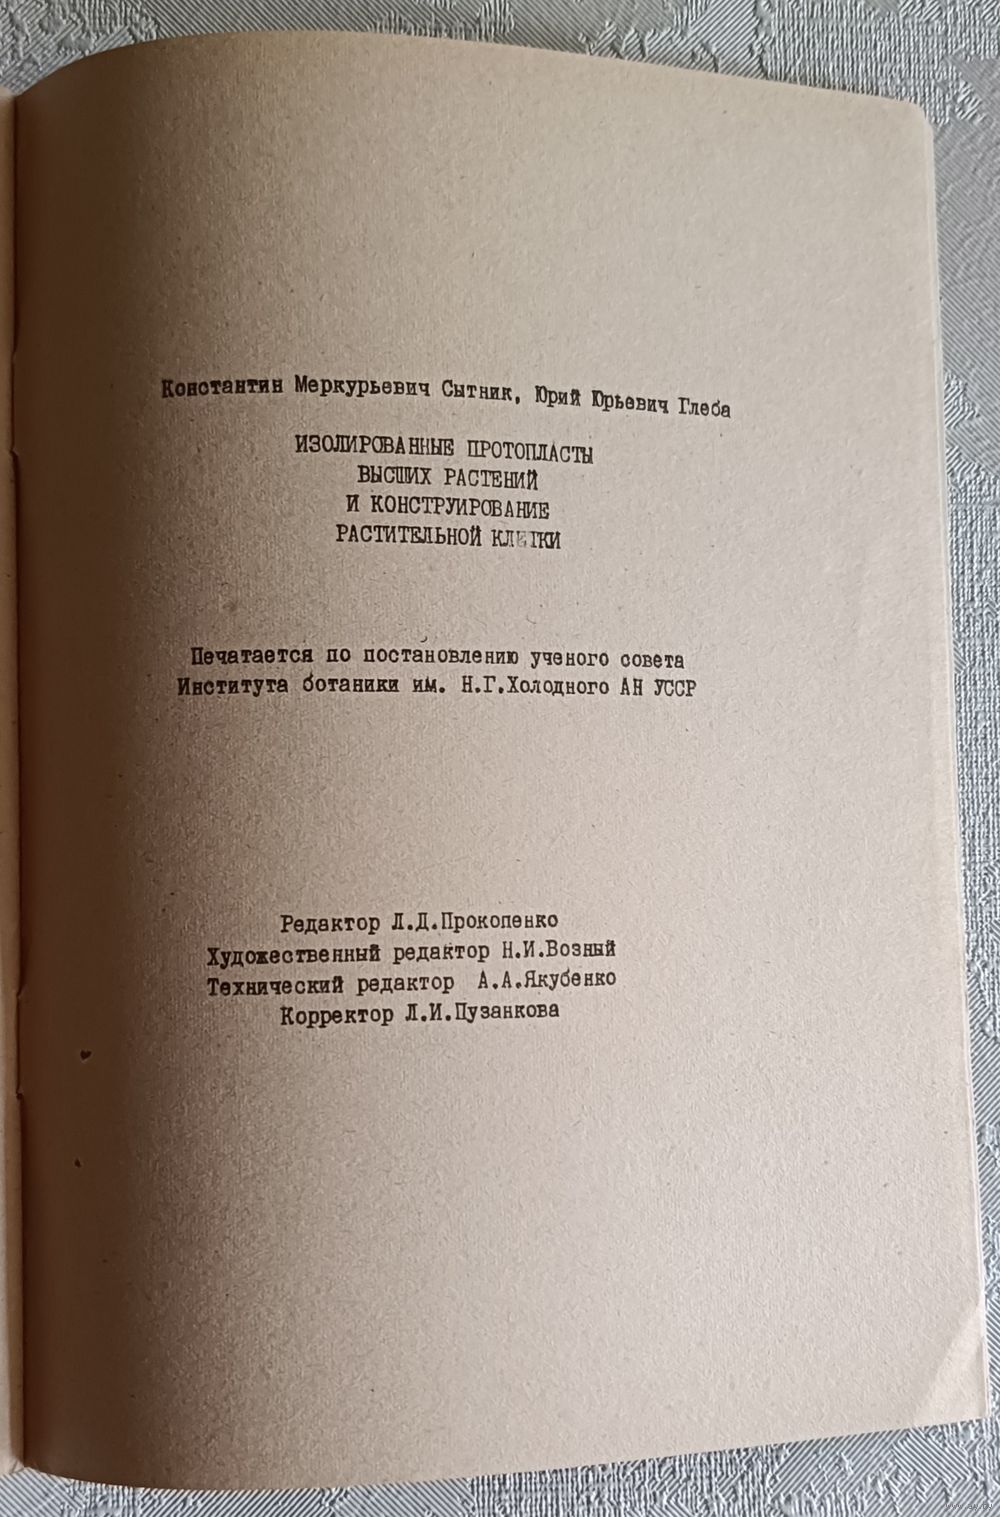 Константин Меркурьевич Сытник, Юрий Юрьевич Глеба
ИЗОЛИРОВАННЫЕ ПРОТОПЛАСТЫ
ВЫСШИХ РАСТЕНИЙ
И КОНСТРУИРОВАНИЕ
РАСТИТЕЛЬНОЙ КЛЕТКИ
Печатается по постановлению ученого совета
Института ботаники им. Н.Г.Холодного АН УССР
Редактор Л.Д.Прокопенко
Художественный редактор Н.И.Возный
Технический редактор А.А.Якубенко
Корректор Л.И.Пузанкова